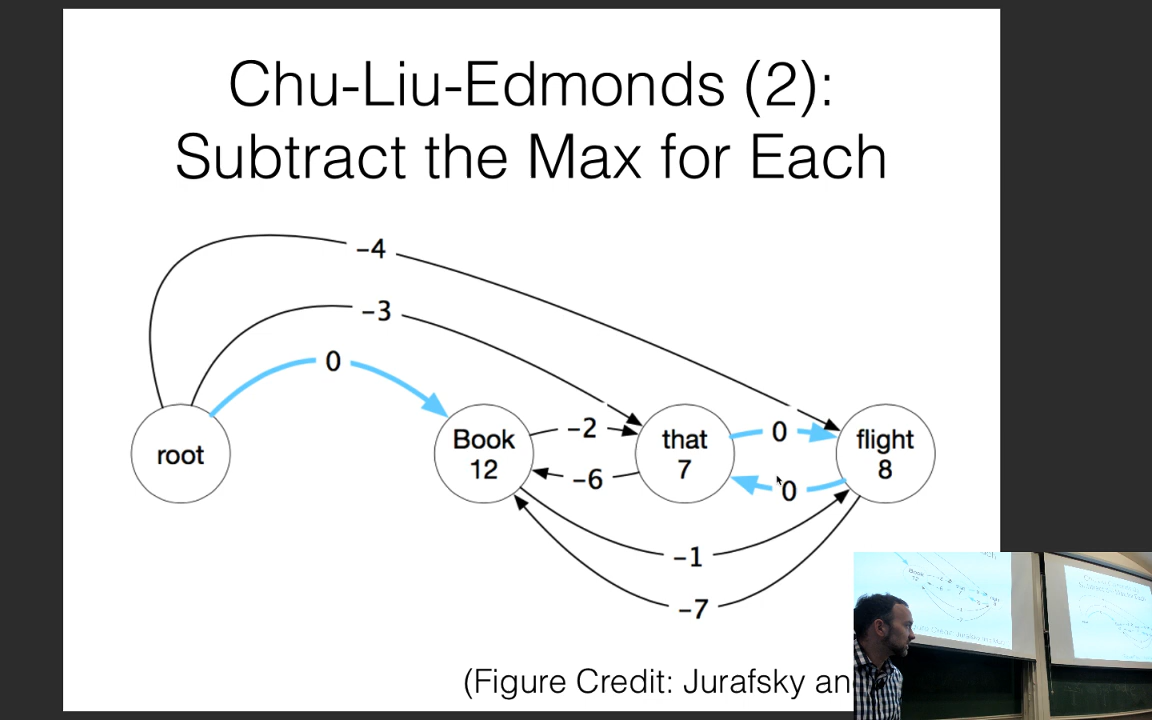 Chu-Liu-Edmonds (2):
Subtract the Max for Each
-4
-3
0
root
Book
12
-2
-6
that
7
0
0
flight
8
-1
-7
(Figure Credit: Jurafsky an